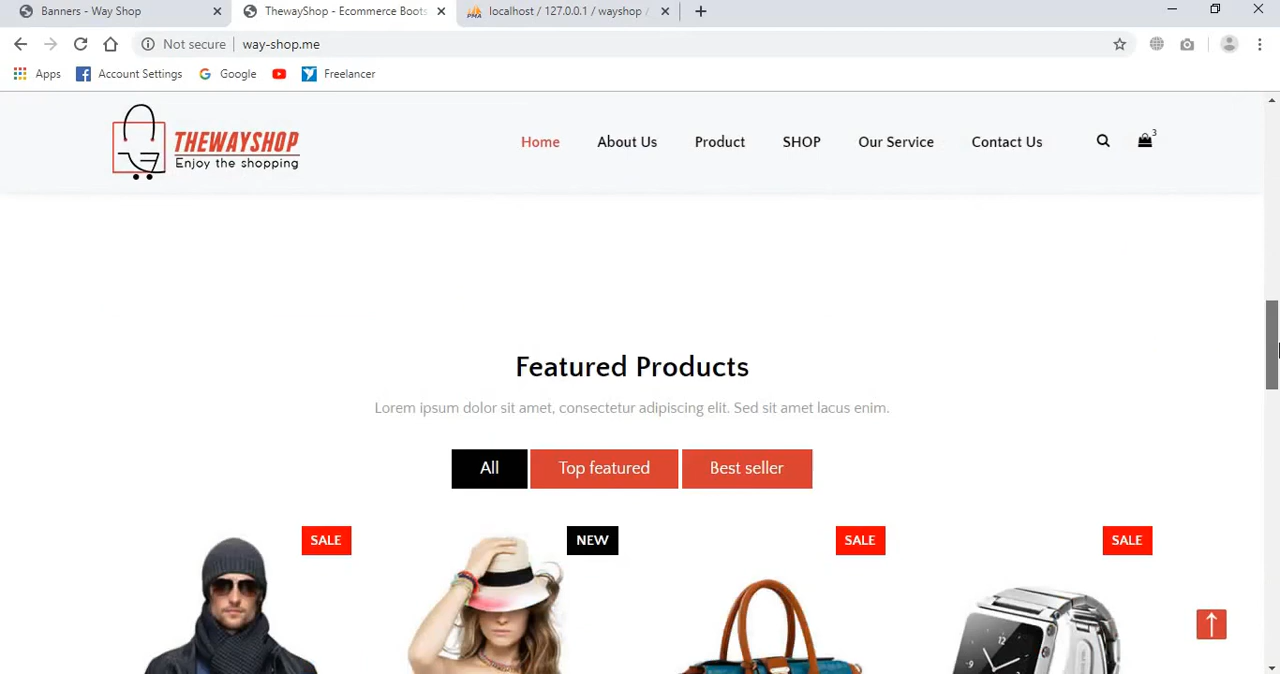 Banners - Way Shop
ThewayShop - Ecommerce Boots
localhost / 127.0.0.1 / wayshop /
Not secure
way-shop.me
Apps
Account Settings
Google
Freelancer
THEWAYSHOP
Enjoy the shopping
Home
About Us
Product
SHOP
Our Service
Contact Us
3
Featured Products
Lorem ipsum dolor sit amet, consectetur adipiscing elit. Sed sit amet lacus enim.
All
Top featured
Best seller
SALE
NEW
SALE
SALE